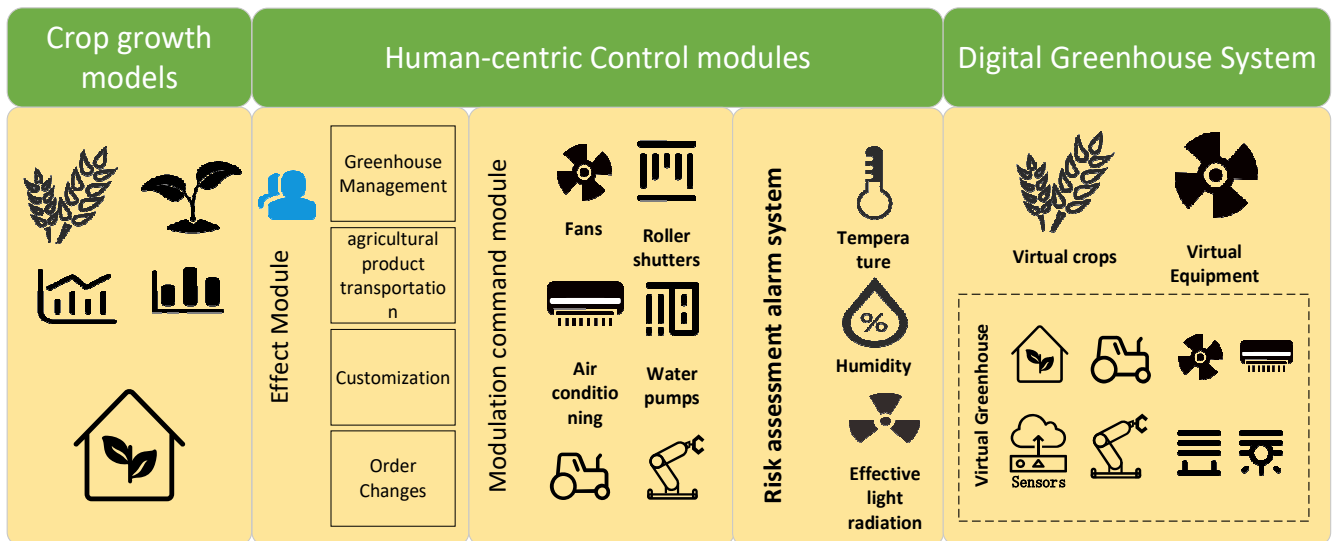 Crop growth
models
Human-centric Control modules
Digital Greenhouse System
Effect Module
Greenhouse
Management
agricultural
product
transportatio
n
Customization
Order
Changes
Modulation command module
Fans
Roller
shutters
Air
conditio
ning
Water
pumps
Risk assessment alarm system
Tempera
ture
%
Humidity
Effective
light
radiation
Virtual crops
Virtual
Equipment
Virtual Greenhouse
Sensors